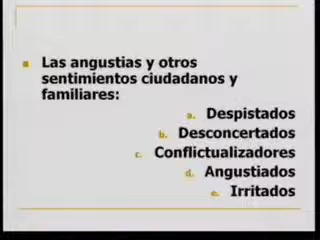 Las angustias y otros
sentimientos ciudadanos y
familiares:
a. Despistados
b. Desconcertados
c. Conflictualizadores
d. Angustiados
e. Irritados